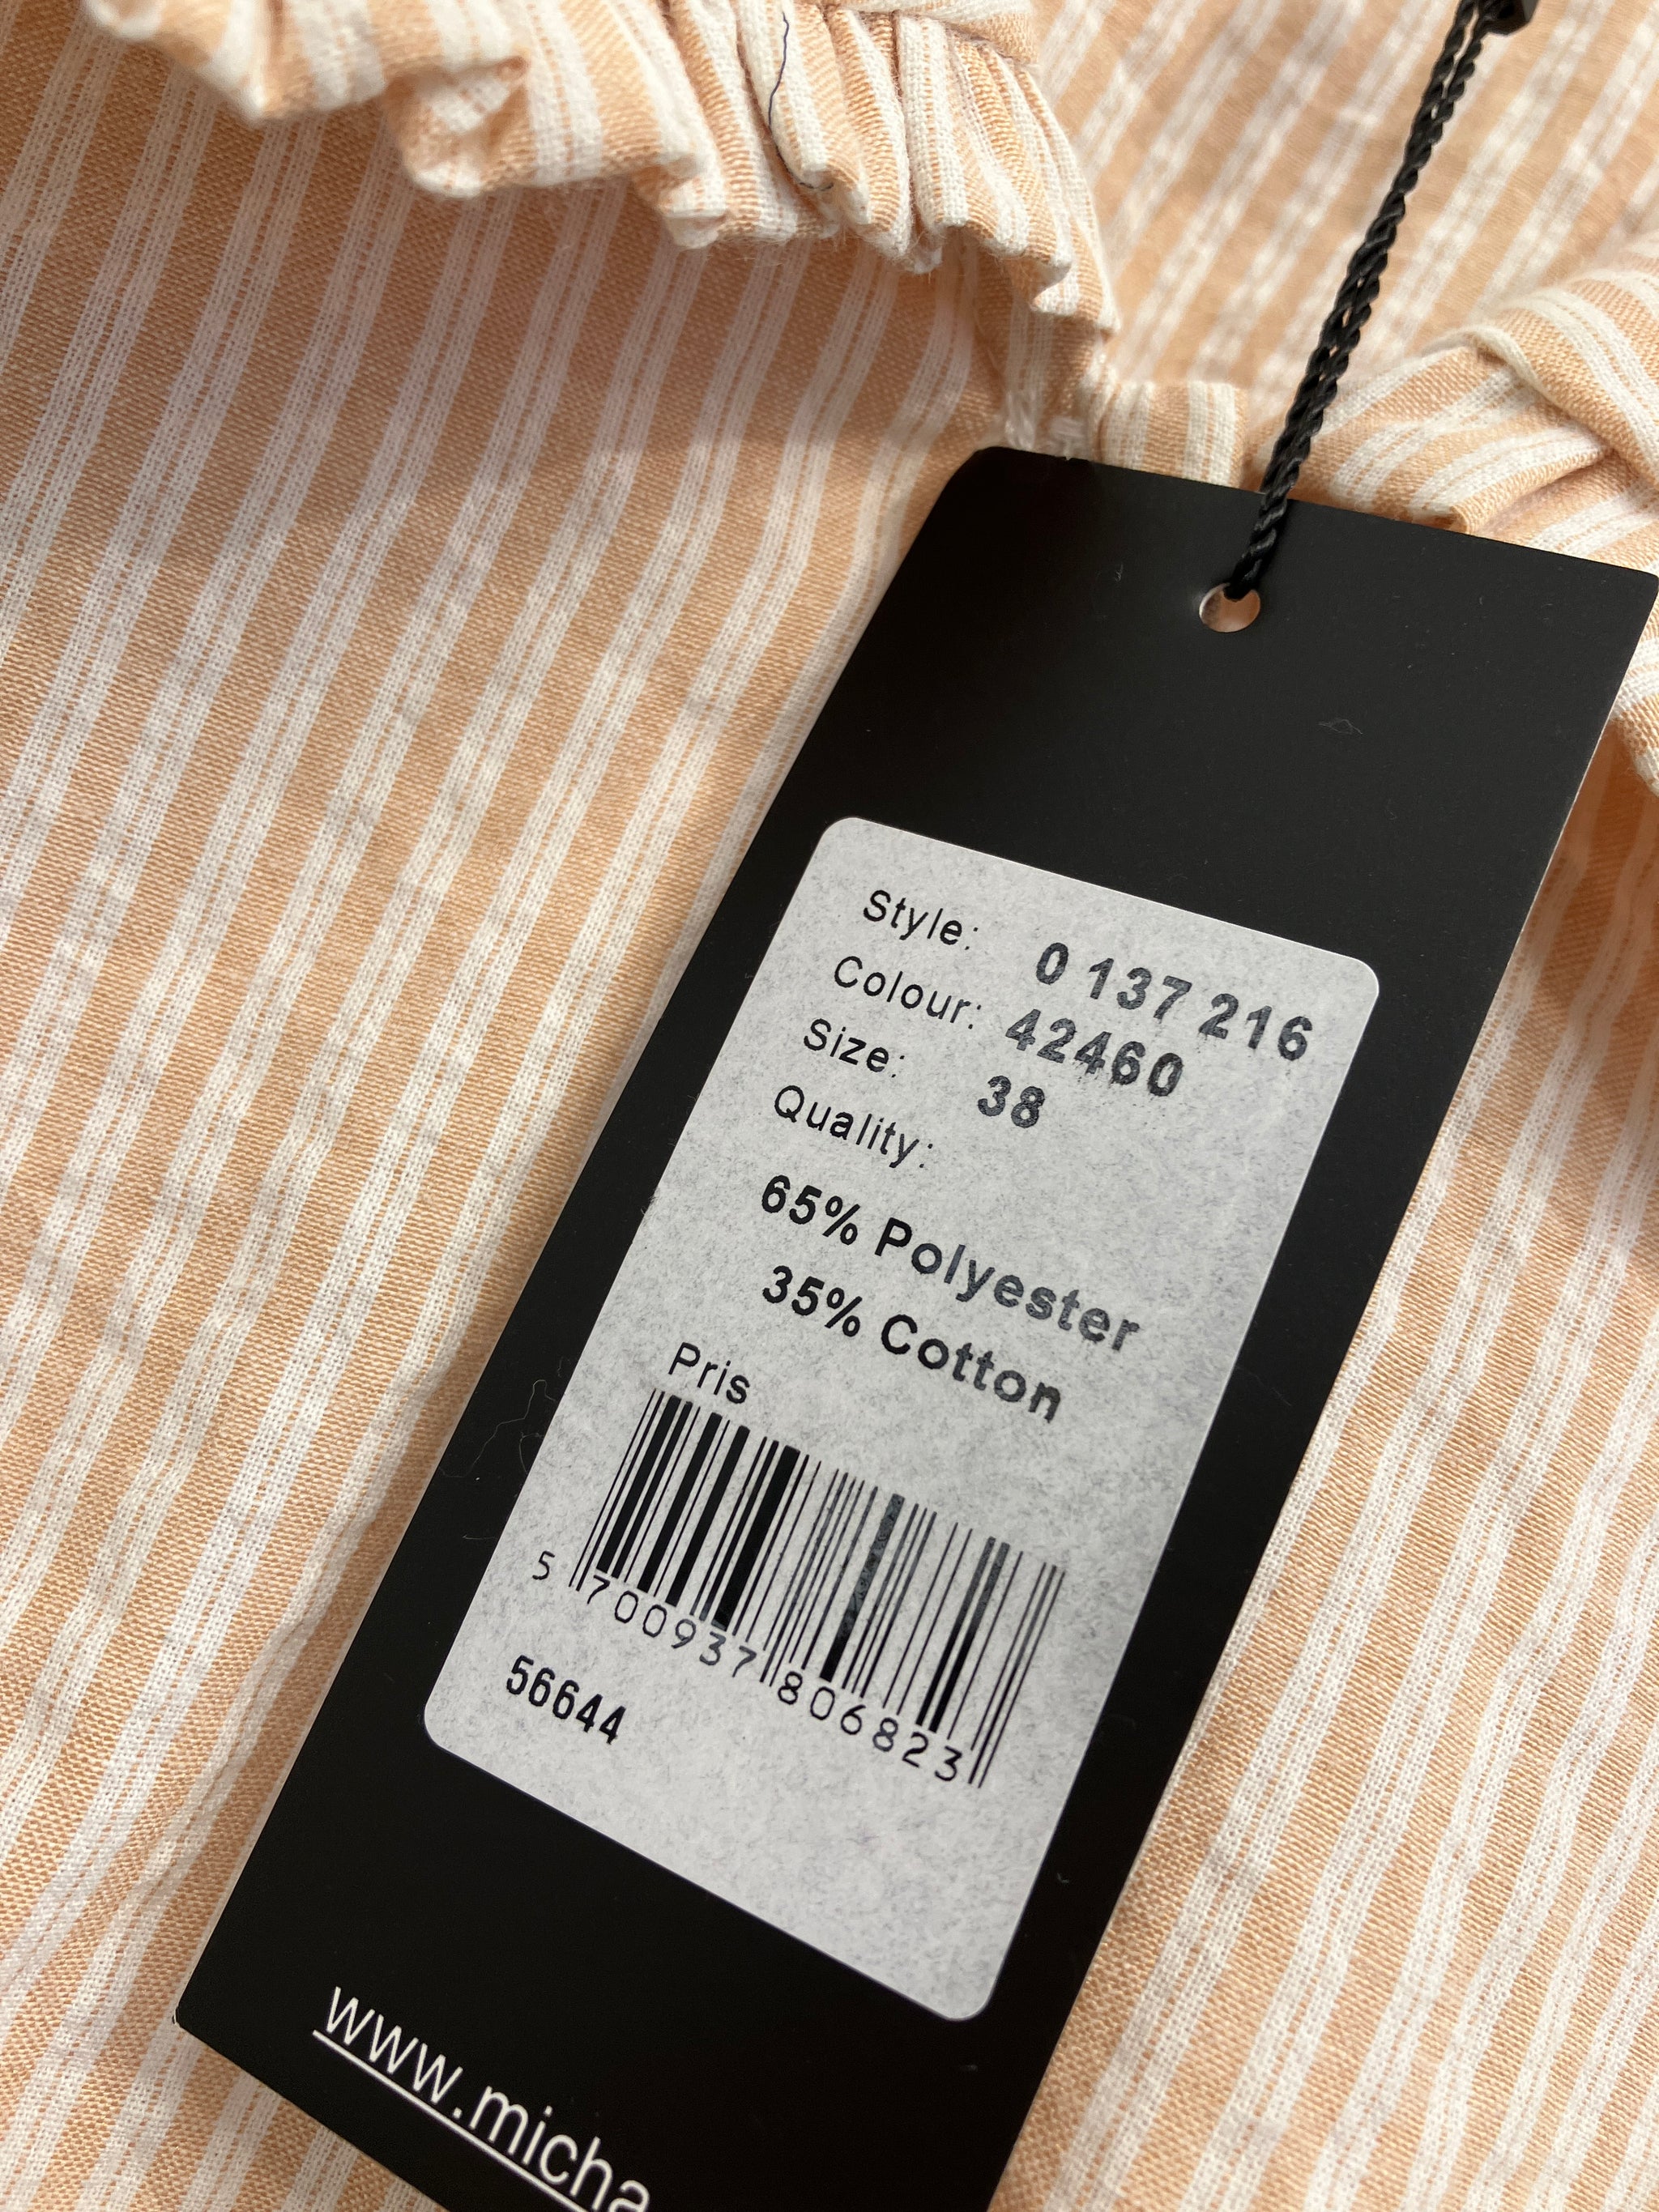 Style: 0 137 216
Colour: 42460
Size: 38
Quality:
65% Polyester
35% Cotton
Pris
5 700937 806823
56644
www.micha